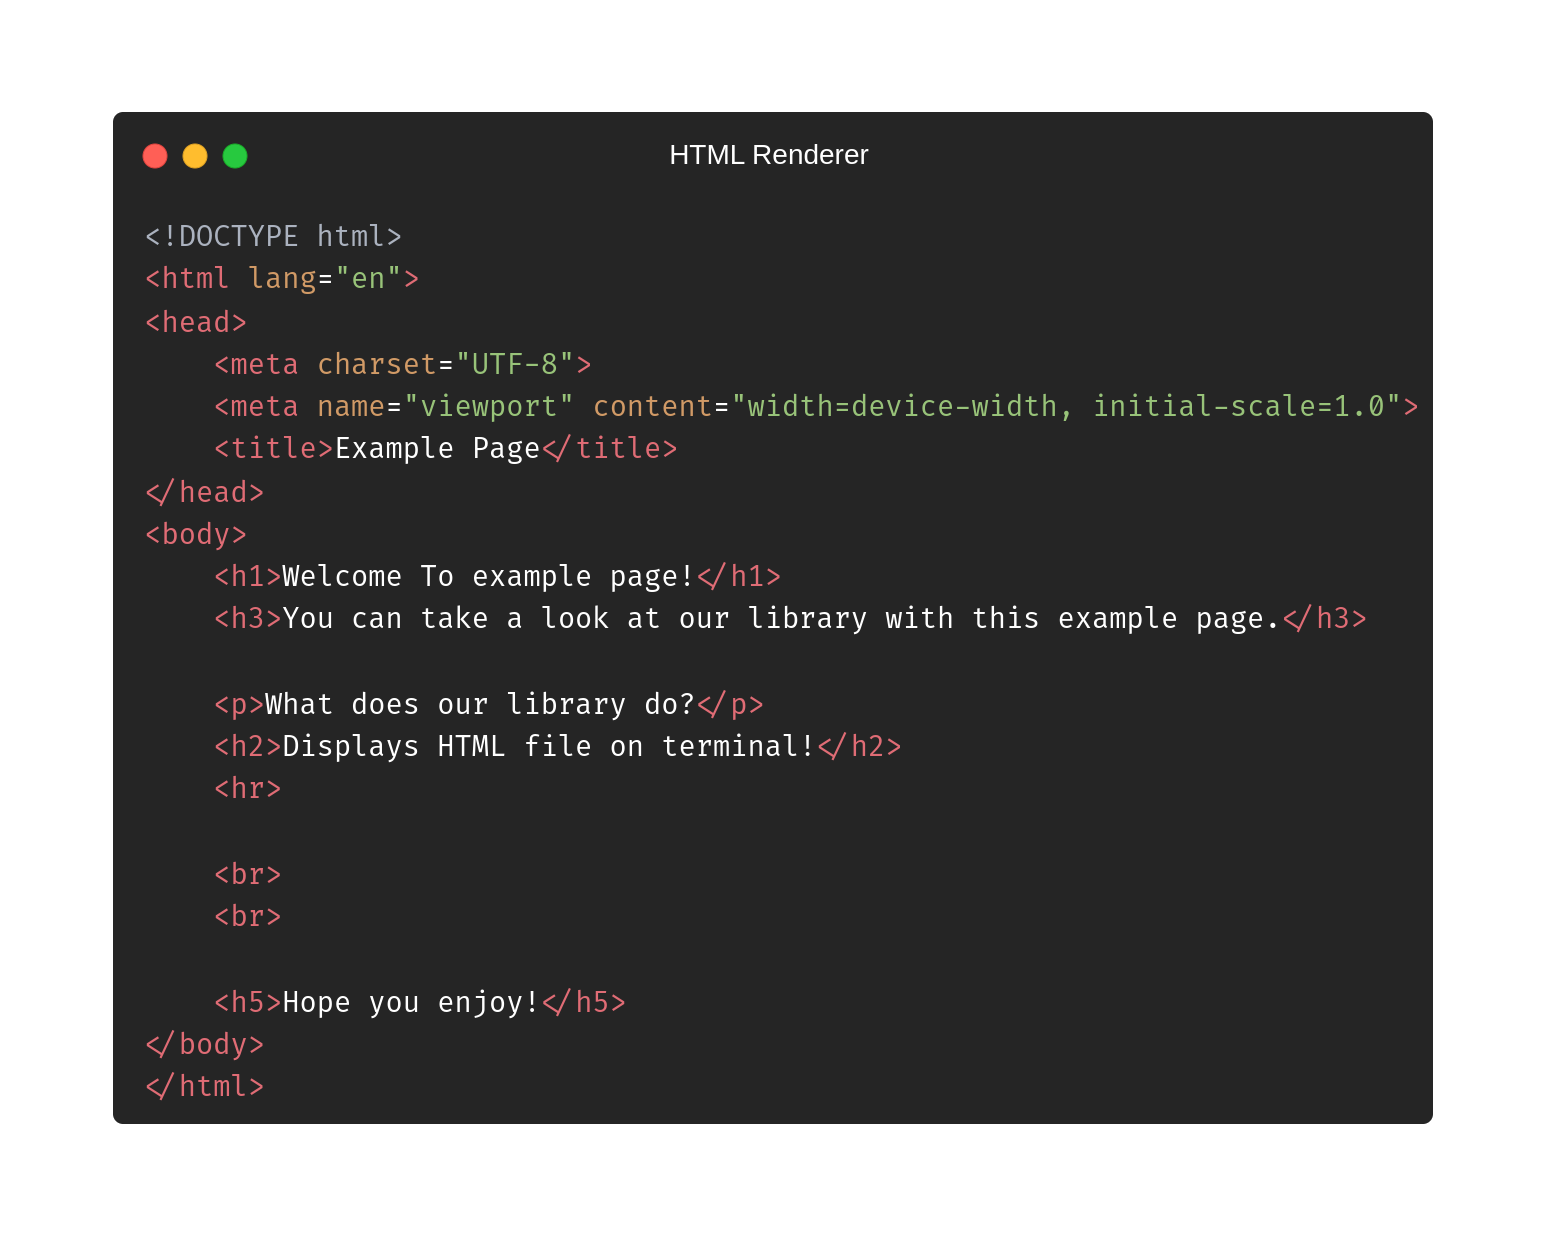 HTML Renderer
<!DOCTYPE html>
<html lang="en">
<head>
    <meta charset="UTF-8">
    <meta name="viewport" content="width=device-width, initial-scale=1.0">
    <title>Example Page</title>
</head>
<body>
    <h1>Welcome To example page!</h1>
    <h3>You can take a look at our library with this example page.</h3>
    <p>What does our library do?</p>
    <h2>Displays HTML file on terminal!</h2>
    <hr>
    <br>
    <br>
    <h5>Hope you enjoy!</h5>
</body>
</html>